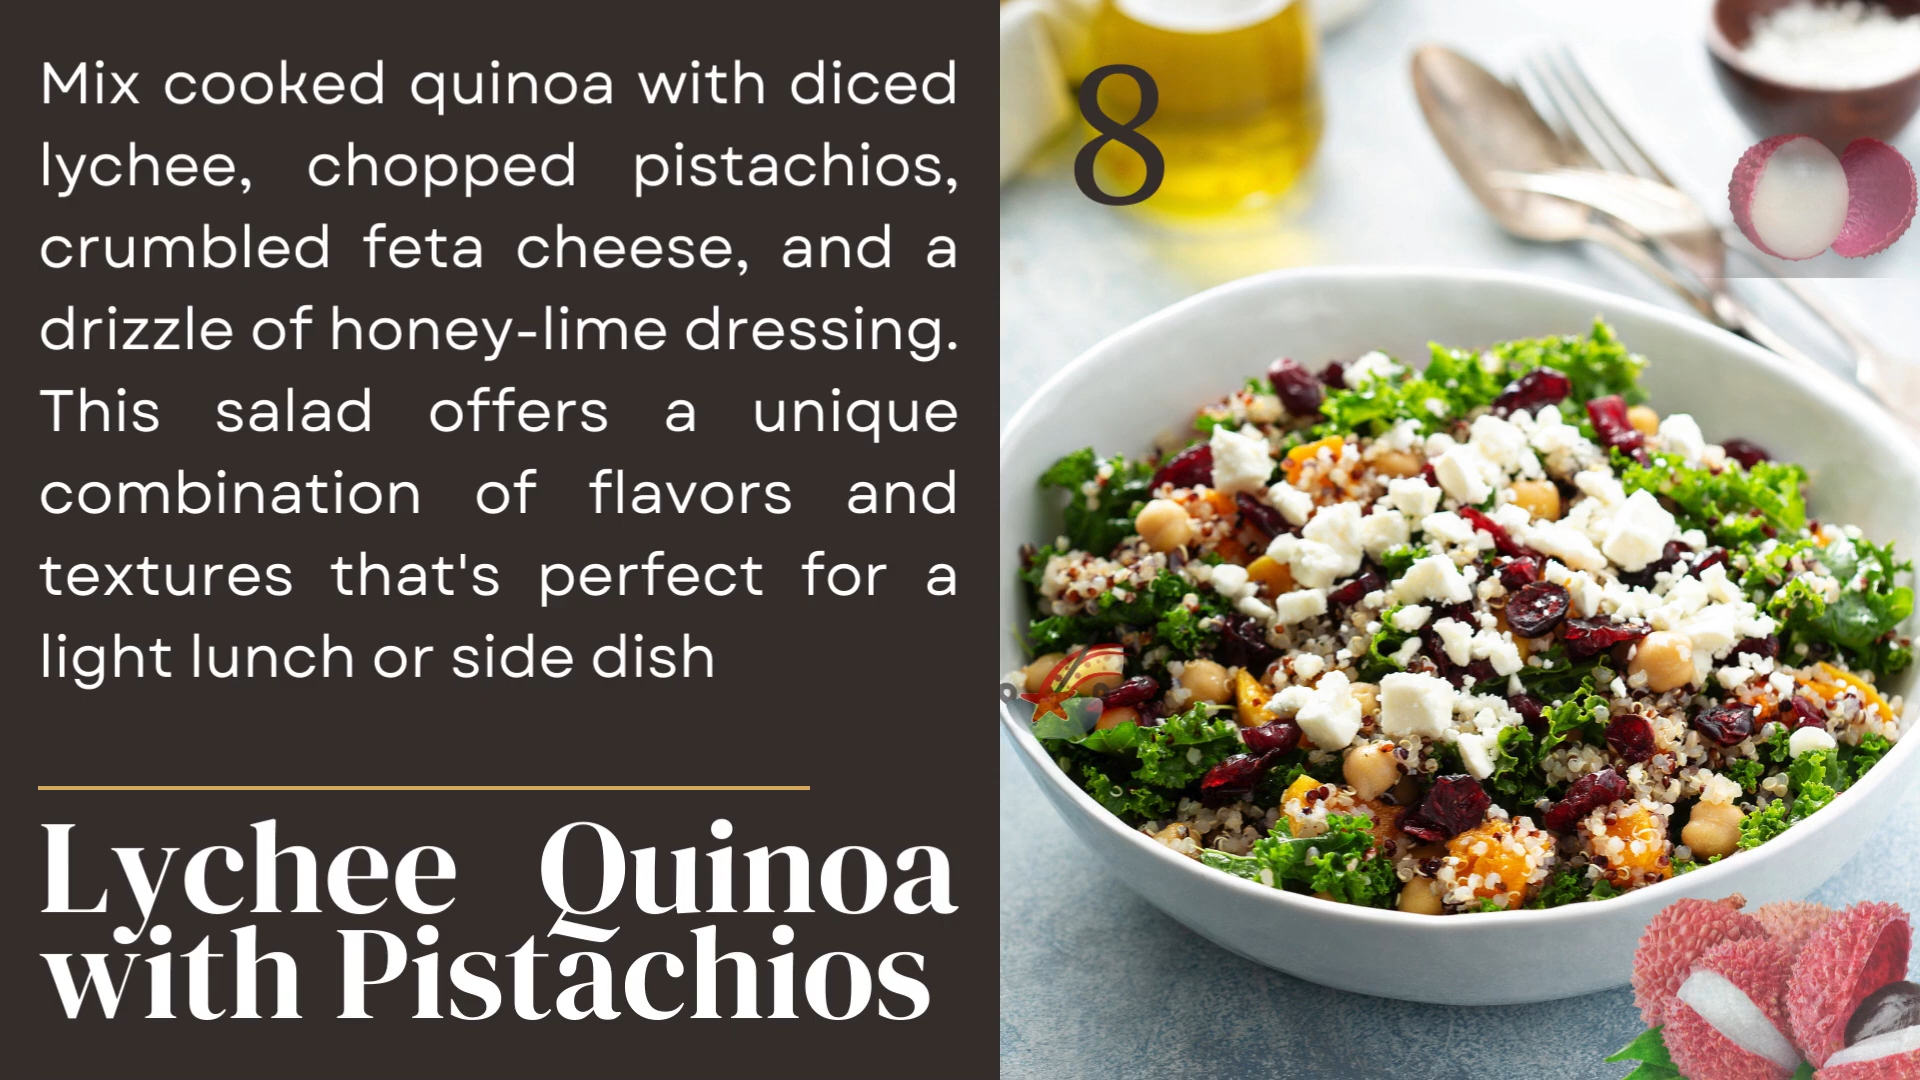 Mix cooked quinoa with diced
lychee, chopped pistachios,
crumbled feta cheese, and a
drizzle of honey-lime dressing.
This salad offers a unique
combination of flavors and
textures that's perfect for a
light lunch or side dish
Lychee Quinoa
with Pistachios
8